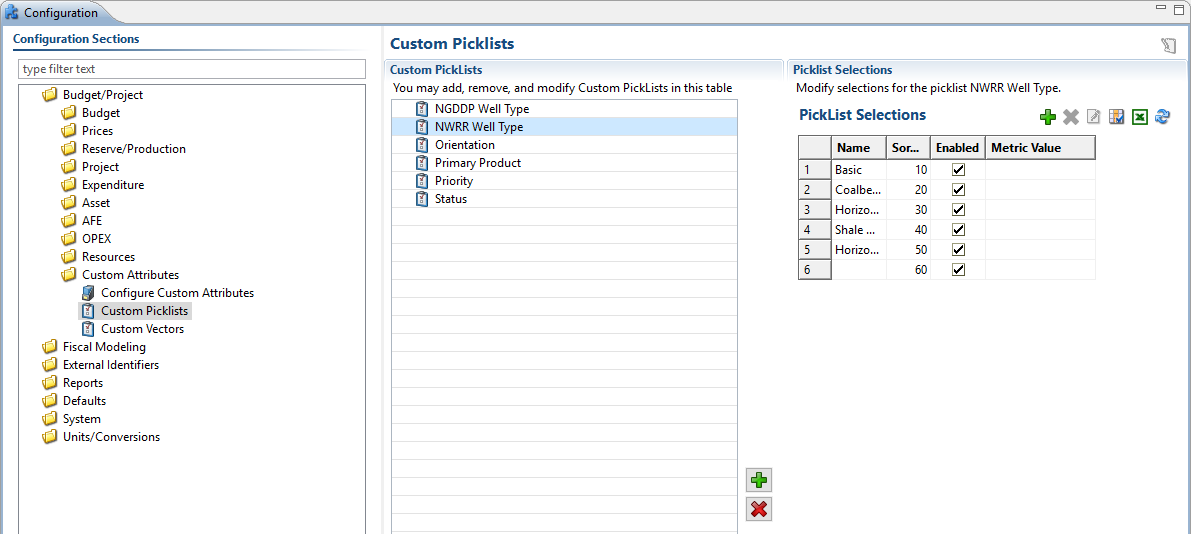 Configuration
Configuration Sections
type filter text
Budget/Project
Budget
Prices
Reserve/Production
Project
Expenditure
Asset
AFE
OPEX
Resources
Custom Attributes
Configure Custom Attributes
Custom Picklists
Custom Vectors
Fiscal Modeling
External Identifiers
Reports
Defaults
System
Units/Conversions
Custom Picklists
Custom PickLists
You may add, remove, and modify Custom PickLists in this table
NGDDP Well Type
NWRR Well Type
Orientation
Primary Product
Priority
Status
Picklist Selections
Modify selections for the picklist NWRR Well Type.
PickList Selections
Name Sor... Enabled Metric Value
1 Basic 10
2 Coalbe... 20
3 Horizo... 30
4 Shale ... 40
5 Horizo... 50
6 60